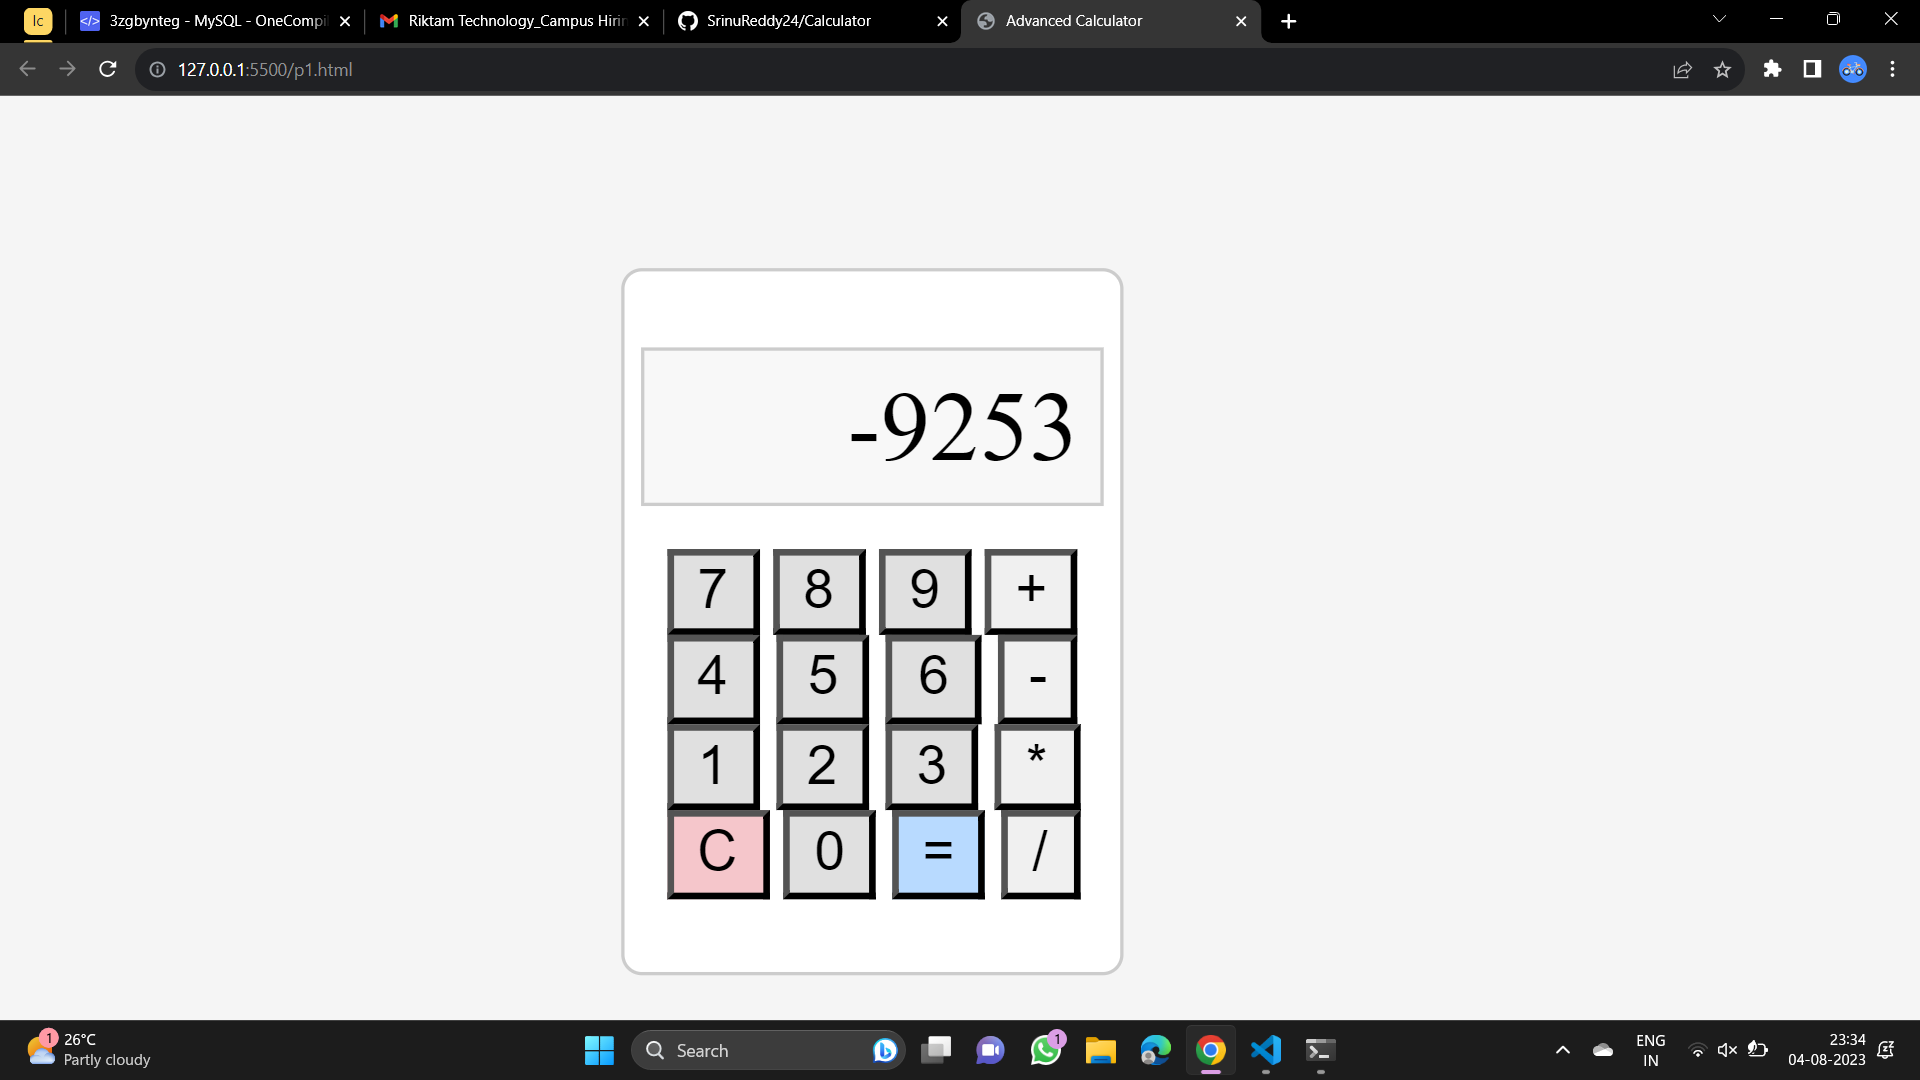 lc
3zgbynteg - MySQL - OneCompil
Riktam Technology_Campus Hirin
SrinuReddy24/Calculator
Advanced Calculator
127.0.0.1:5500/p1.html
-9253
7 8 9 +
4 5 6 -
1 2 3 *
C 0 = /
1
26°C
Partly cloudy
Search
1
ENG
IN
23:34
04-08-2023